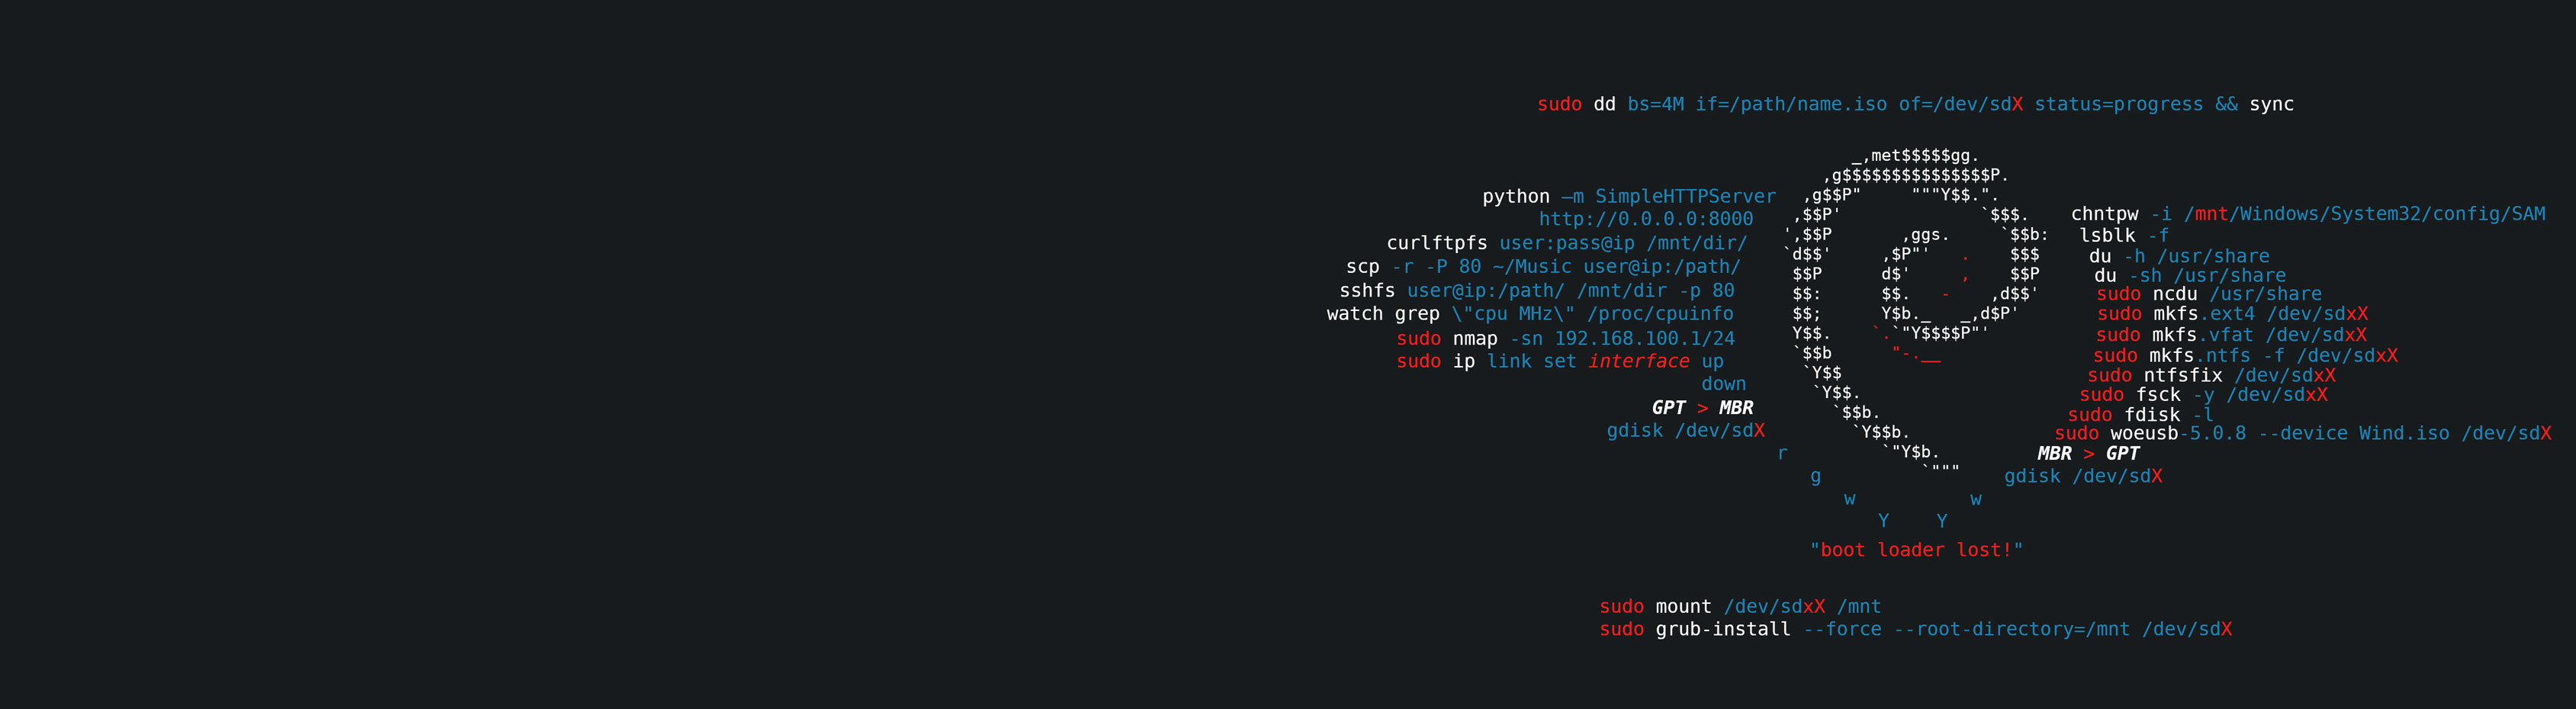 sudo dd bs=4M if=/path/name.iso of=/dev/sdX status=progress && sync
python –m SimpleHTTPServer
http://0.0.0.0:8000
curlftpfs user:pass@ip /mnt/dir/
scp -r -P 80 ~/Music user@ip:/path/
sshfs user@ip:/path/ /mnt/dir -p 80
watch grep \"cpu MHz\" /proc/cpuinfo
sudo nmap -sn 192.168.100.1/24
sudo ip link set interface up
down
GPT > MBR
gdisk /dev/sdX
r
g
w
Y
_,met$$$$$gg.
,g$$$$$$$$$$$$$$$P.
,g$$P"     """Y$$.".
,$$P'              `$$$.
',$$P       ,ggs.     `$$b:
`d$$'     ,$P"'   .    $$$
$$P      d$'     ,    $$P
$$:      $$.   -    ,d$$'
$$;      Y$b._   _,d$P'
Y$$.    `.`"Y$$$$P"'
`$$b      "-.__
`Y$$
`Y$$.
`$$b.
`Y$$b.
`"Y$b.
`"""
chntpw -i /mnt/Windows/System32/config/SAM
lsblk -f
du -h /usr/share
du -sh /usr/share
sudo ncdu /usr/share
sudo mkfs.ext4 /dev/sdxX
sudo mkfs.vfat /dev/sdxX
sudo mkfs.ntfs -f /dev/sdxX
sudo ntfsfix /dev/sdxX
sudo fsck -y /dev/sdxX
sudo fdisk -l
sudo woeusb-5.0.8 --device Wind.iso /dev/sdX
MBR > GPT
gdisk /dev/sdX
w
Y
"boot loader lost!"
sudo mount /dev/sdxX /mnt
sudo grub-install --force --root-directory=/mnt /dev/sdX